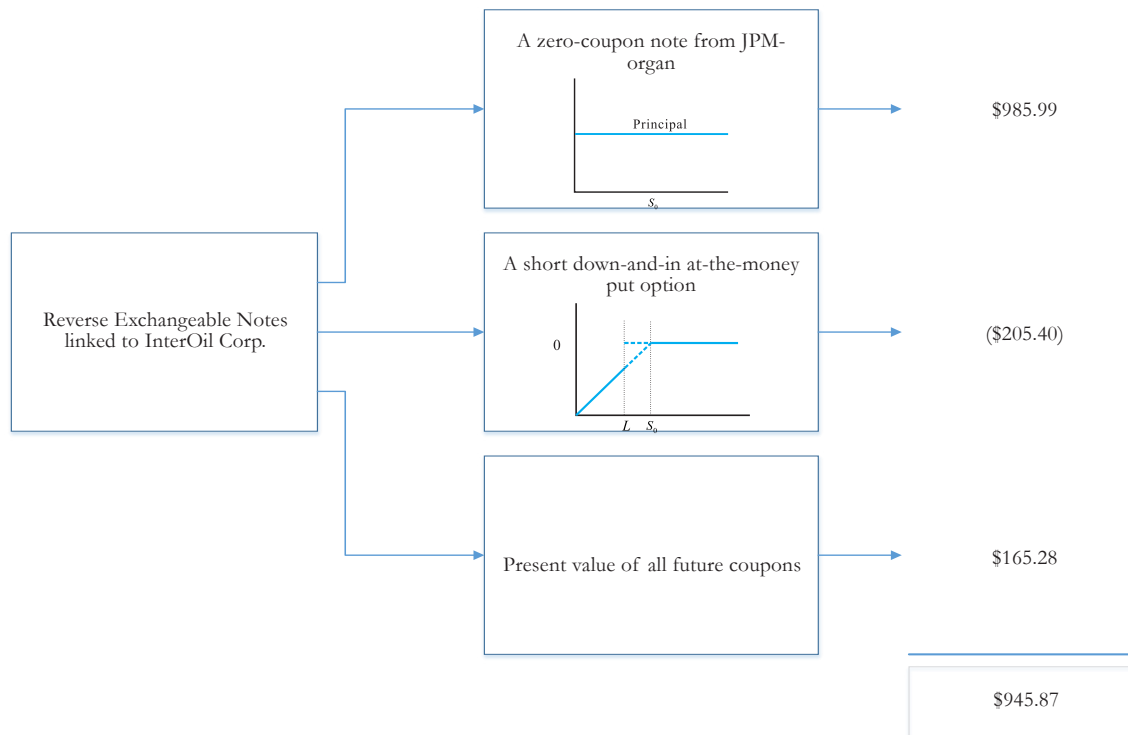 A zero-coupon note from JPM-
organ
Principal
S₀
$985.99
Reverse Exchangeable Notes
linked to InterOil Corp.
A short down-and-in at-the-money
put option
0
L S₀
($205.40)
Present value of all future coupons
$165.28
$945.87